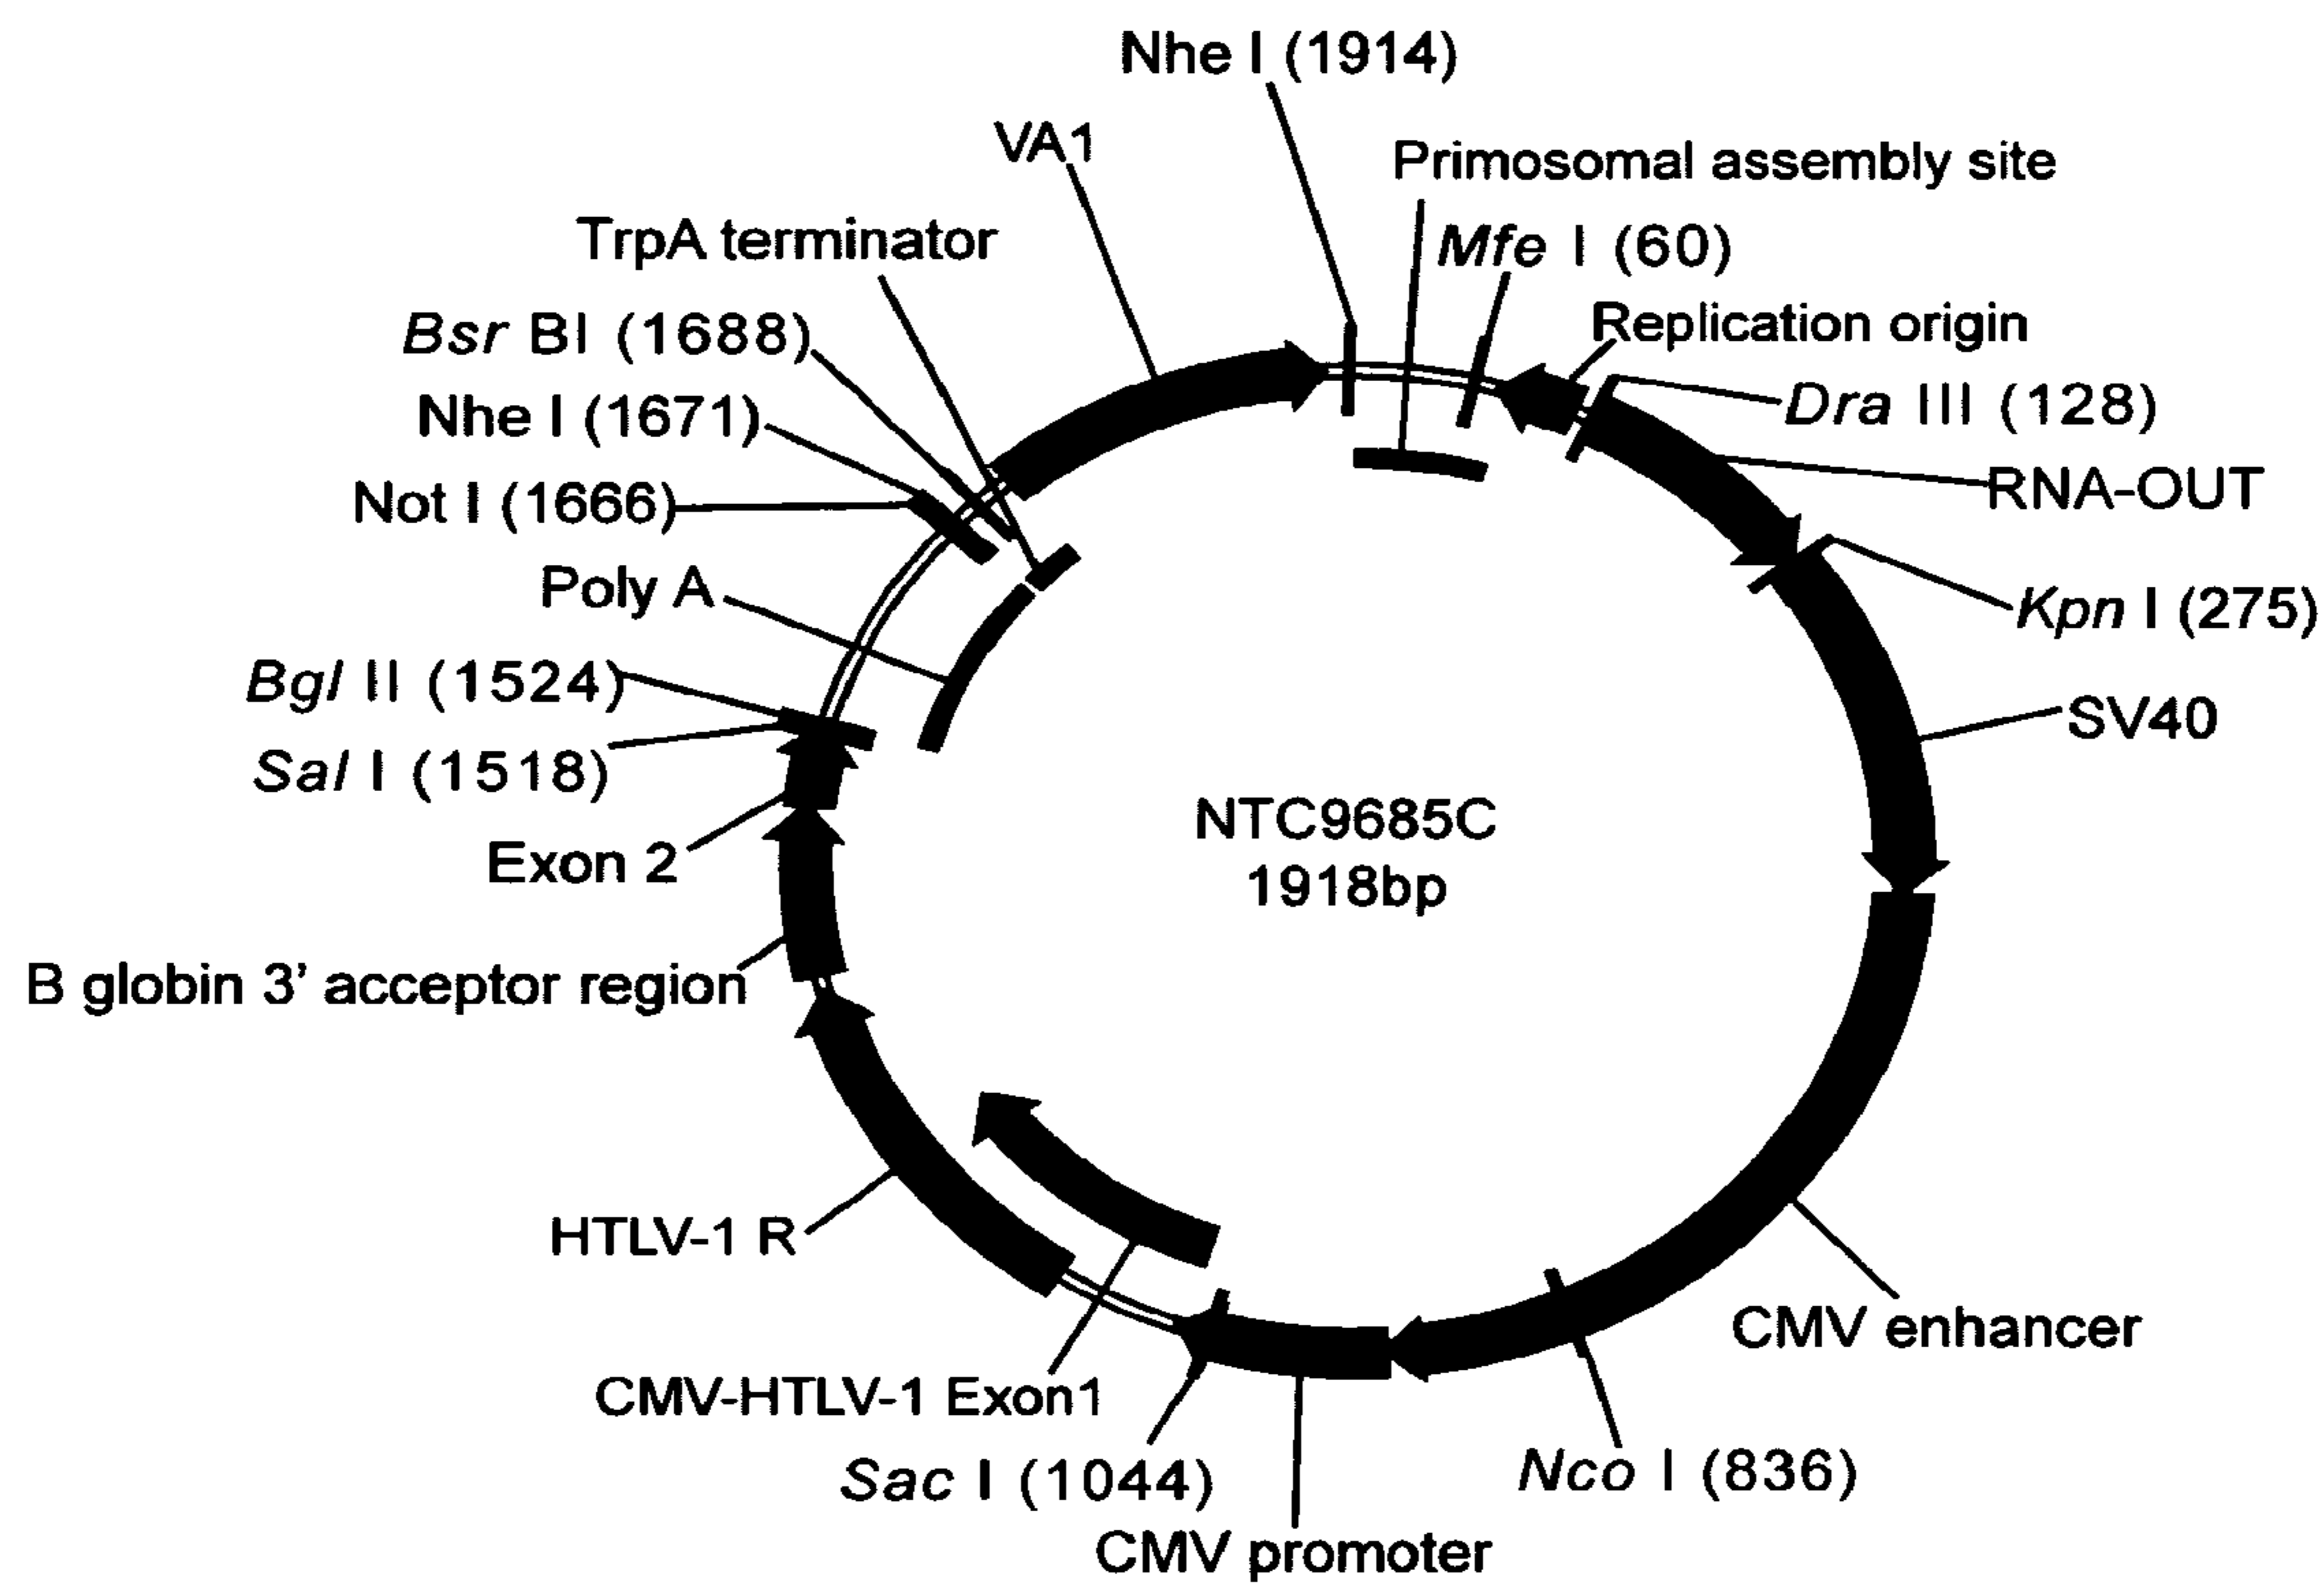 Nhe I (1914)
VA1
Primosomal assembly site
TrpA terminator
Mfe I (60)
Bsr BI (1688)
Replication origin
Nhe I (1671)
Dra III (128)
Not I (1666)
RNA-OUT
Poly A
Kpn I (275)
Bgl II (1524)
SV40
Sal I (1518)
NTC9685C
1918bp
Exon 2
B globin 3’ acceptor region
HTLV-1 R
CMV enhancer
CMV-HTLV-1 Exon1
Sac I (1044)
Nco I (836)
CMV promoter